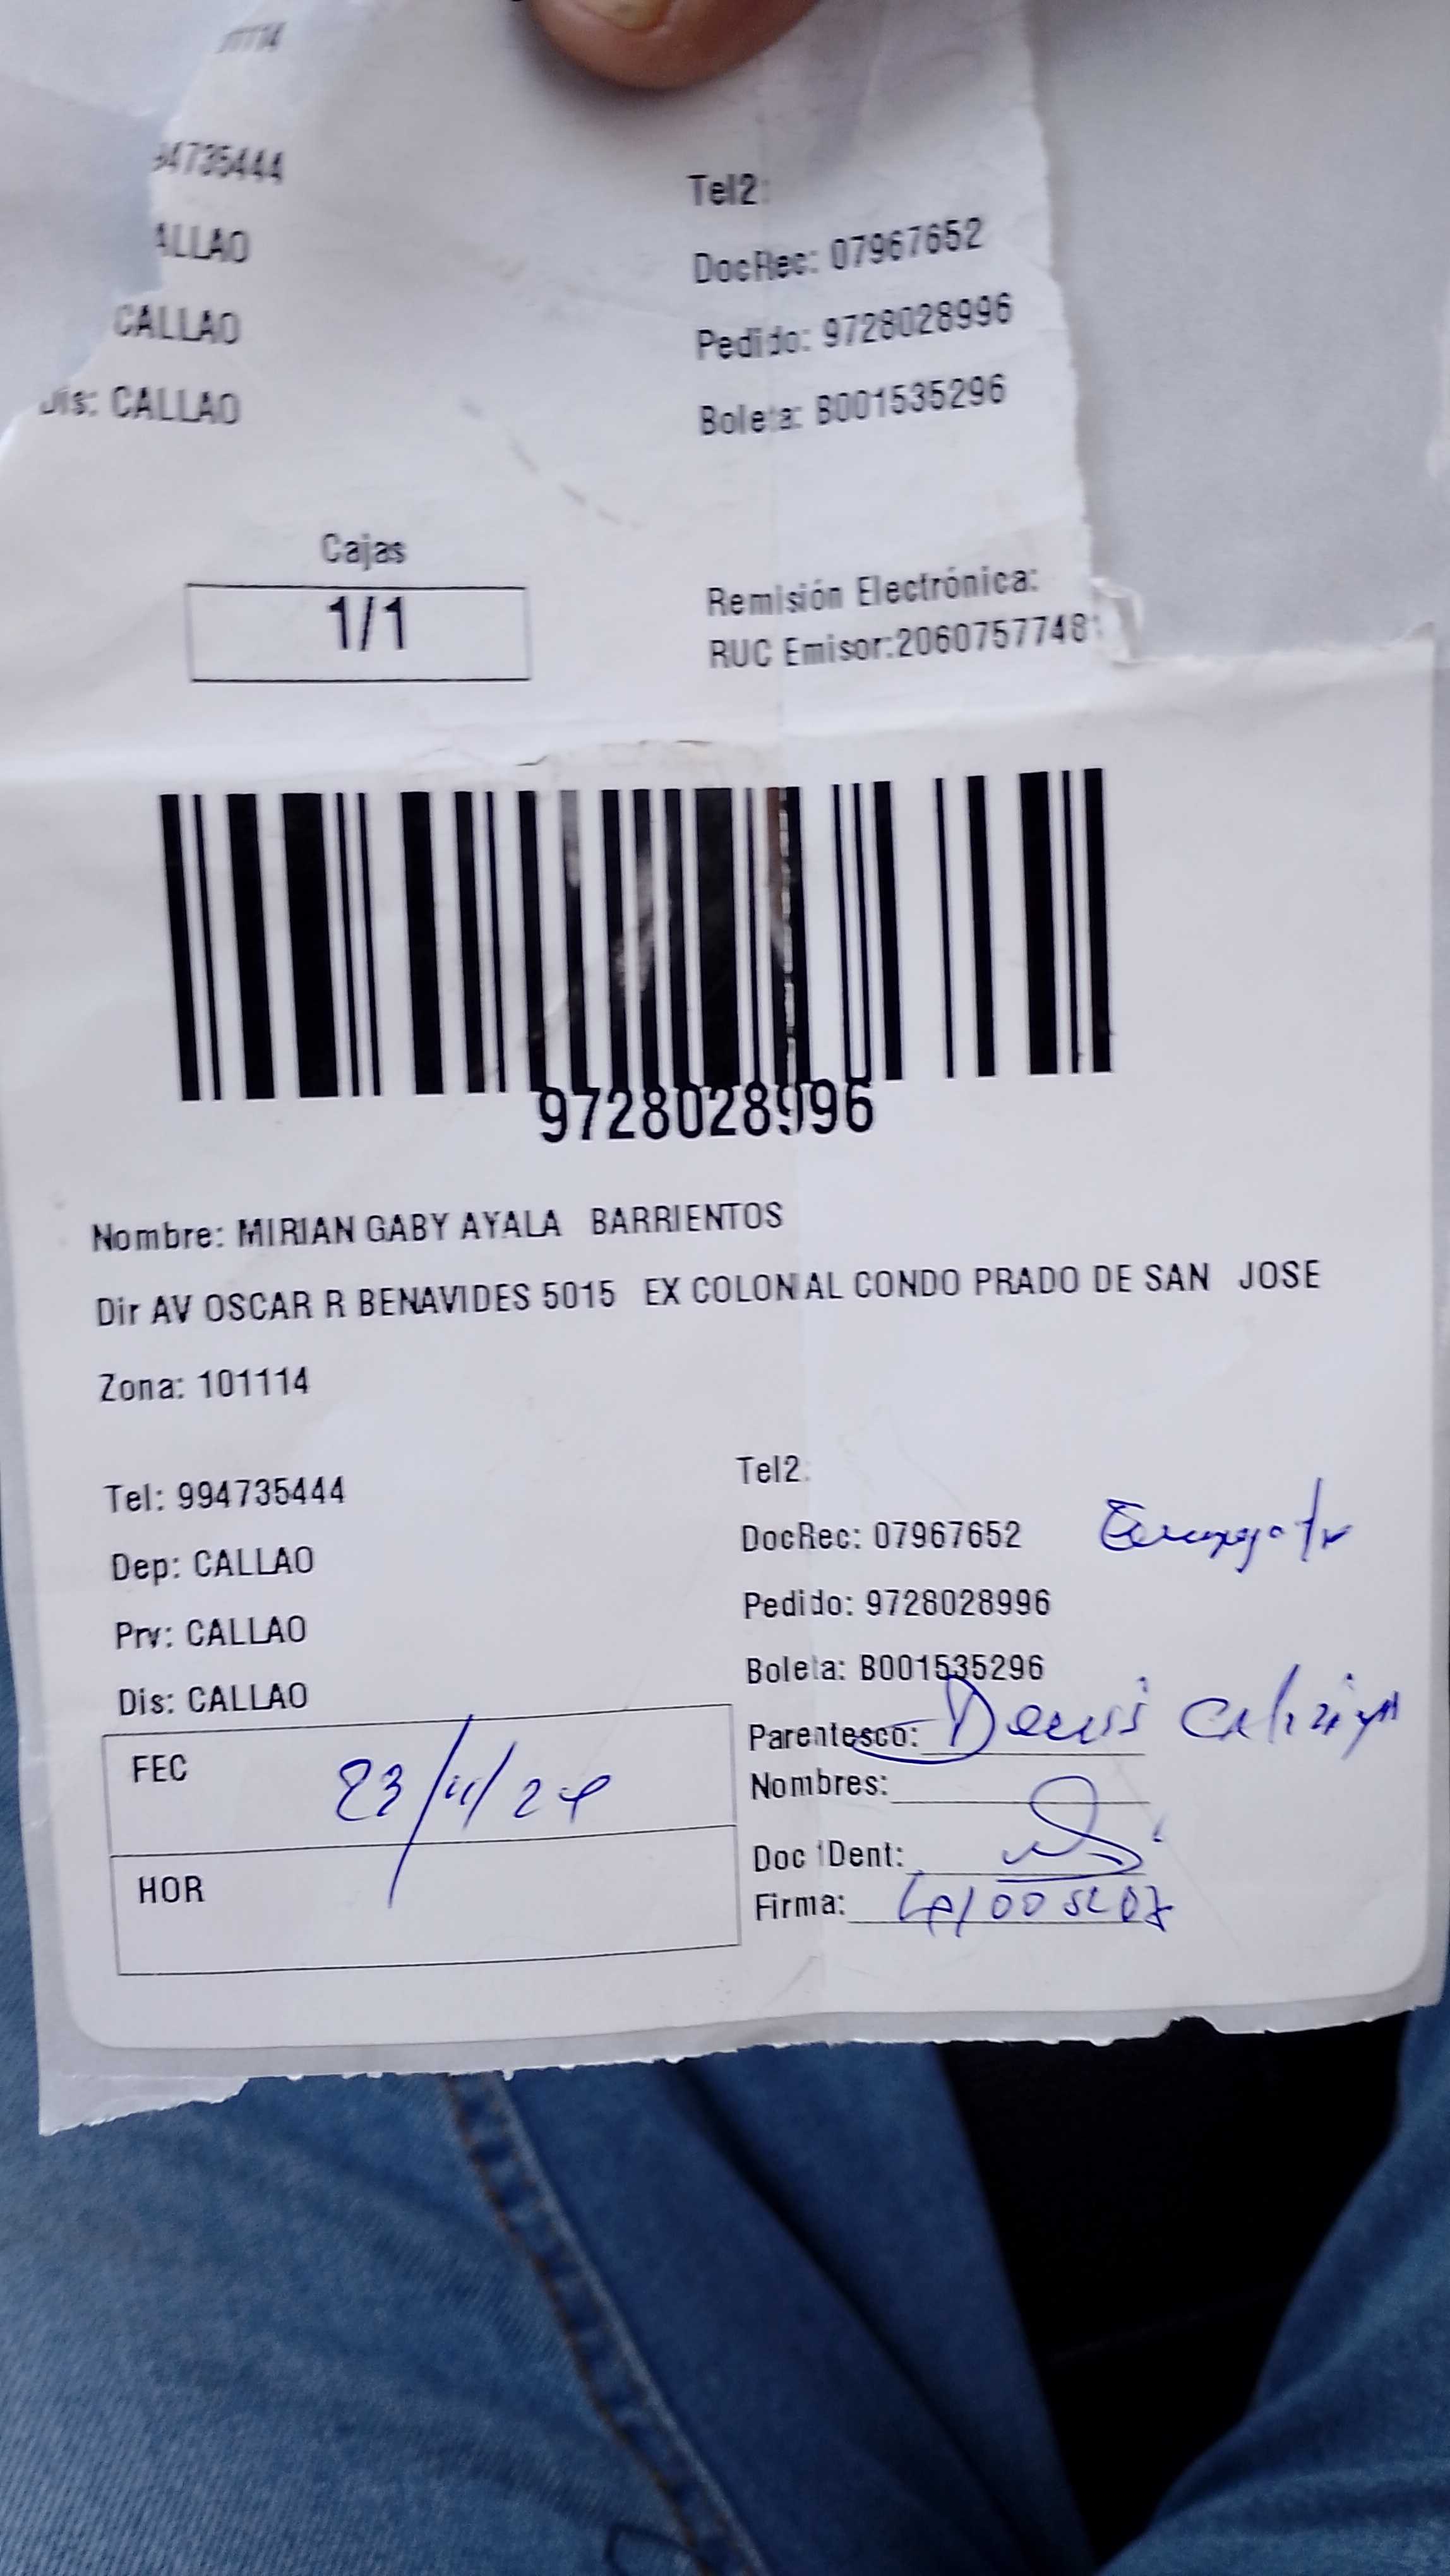 Tel2:
DocRec: 07967652
CALLAO
Pedido: 9728028996
Dis: CALLAO
Boleta: B001535296
Cajas
1/1
Remisión Electrónica:
RUC Emisor:2060757748
9728028996
Nombre: MIRIAN GABY AYALA BARRIENTOS
Dir AV OSCAR R BENAVIDES 5015 EX COLONIAL CONDO PRADO DE SAN JOSE
Zona: 101114
Tel: 994735444
Dep: CALLAO
Prv: CALLAO
Dis: CALLAO
Tel2:
DocRec: 07967652
Pedido: 9728028996
Boleta: B001535296
Parentesco:
Nombres:
Doc IDent:
Firma:
FEC 23/11/24
HOR